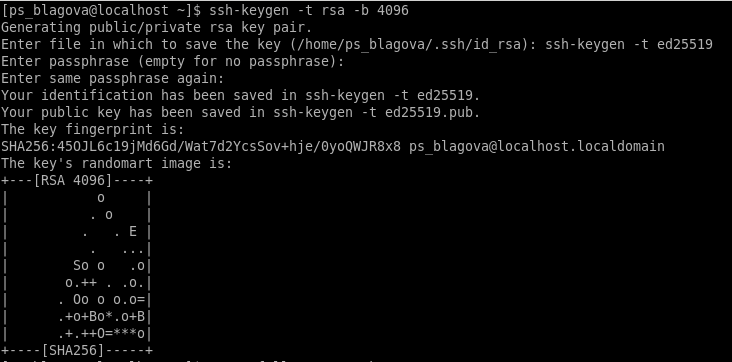 [ps_blagova@localhost ~]$ ssh-keygen -t rsa -b 4096
Generating public/private rsa key pair.
Enter file in which to save the key (/home/ps_blagova/.ssh/id_rsa): ssh-keygen -t ed25519
Enter passphrase (empty for no passphrase):
Enter same passphrase again:
Your identification has been saved in ssh-keygen -t ed25519.
Your public key has been saved in ssh-keygen -t ed25519.pub.
The key fingerprint is:
SHA256:45OJL6c19jMd6Gd/Wat7d2YcsSov+hje/0yoQWJR8x8 ps_blagova@localhost.localdomain
The key's randomart image is:
+---[RSA 4096]----+
|           o     |
|          . o    |
|         .   . E |
|          .   ...|
|        So o   .o|
|       o.++ . .o.|
|      . Oo o o.o=|
|      .+o+Bo*.o+B|
|      .+.++O=***o|
+----[SHA256]-----+